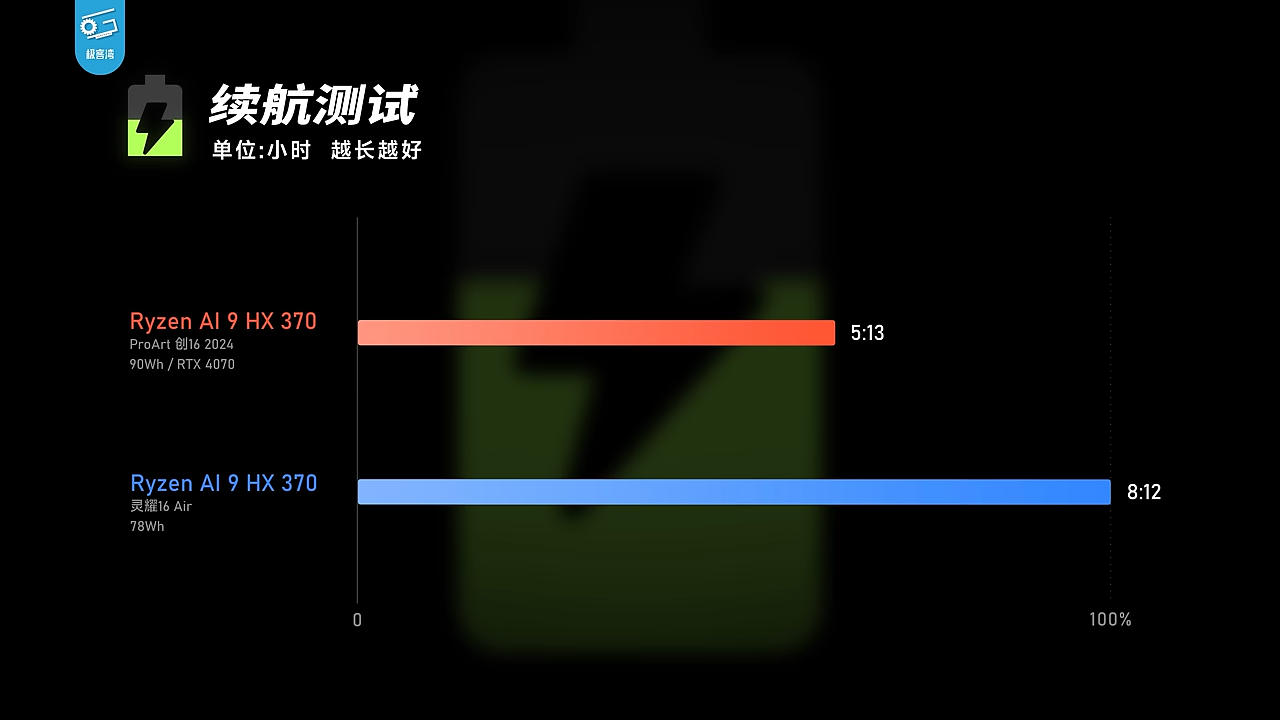 极客湾
续航测试
单位:小时 越长越好
Ryzen AI 9 HX 370
ProArt 创16 2024
90Wh / RTX 4070
5:13
Ryzen AI 9 HX 370
灵耀16 Air
78Wh
8:12
0
100%